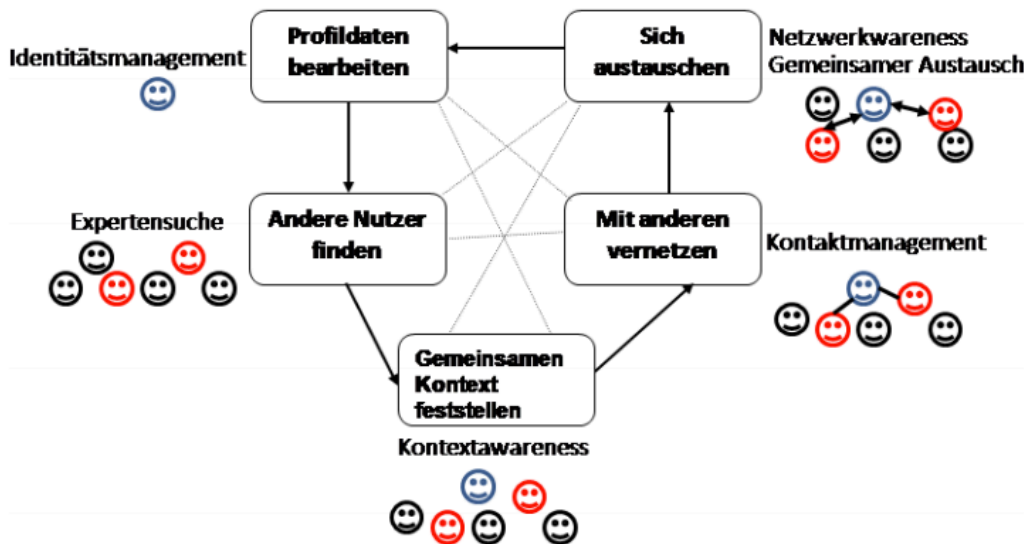 Identitätsmanagement
Profildaten
bearbeiten
Sich
austauschen
Netzwerkwareness
Gemeinsamer Austausch
Expertensuche
Andere Nutzer
finden
Mit anderen
vernetzen
Kontaktmanagement
Gemeinsamen
Kontext
feststellen
Kontextawareness